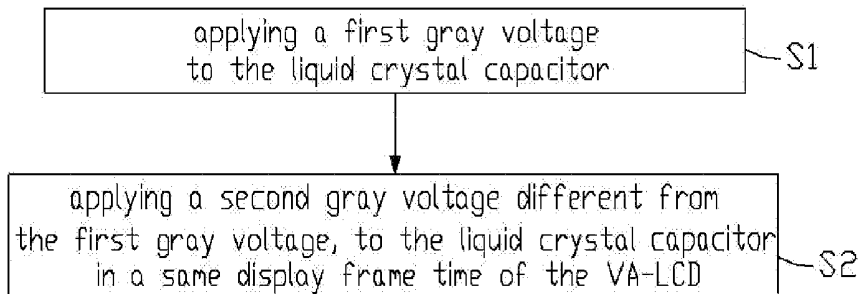 applying a first gray voltage
to the liquid crystal capacitor
S1
applying a second gray voltage different from
the first gray voltage, to the liquid crystal capacitor
in a same display frame time of the VA-LCD
S2